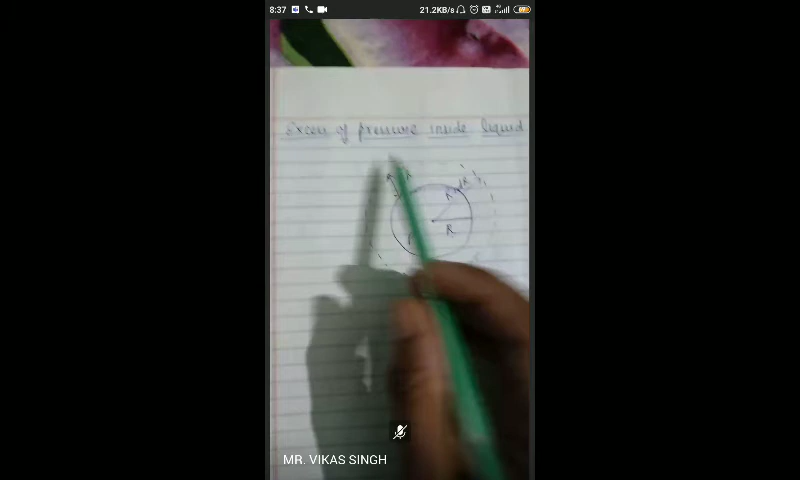 8:37
21.2KB/s
Excess of pressure inside liquid
R
R
MR. VIKAS SINGH